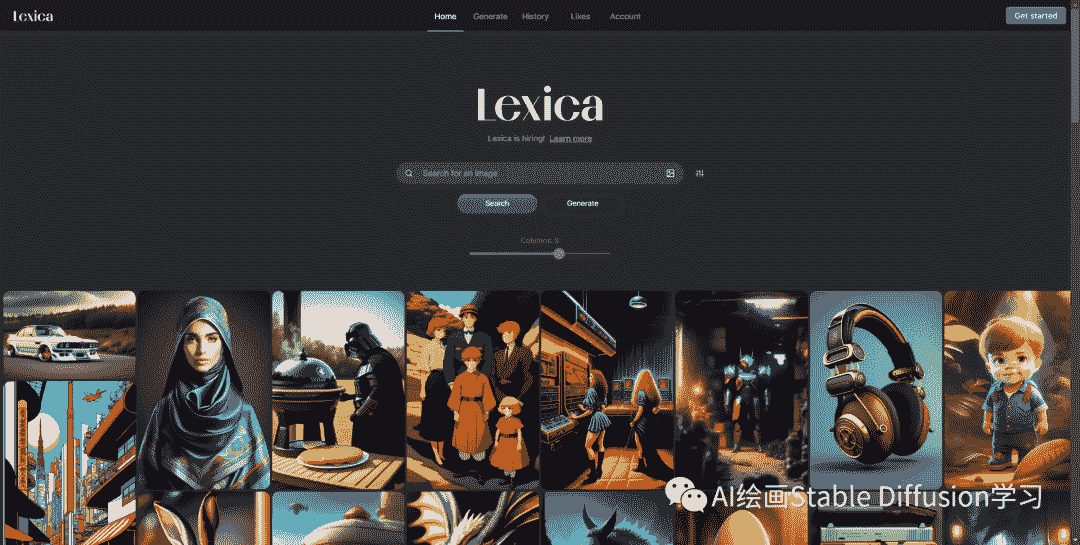 Lexica
Home Generate History Likes Account
Get started
Lexica
Lexica is hiring! Learn more
Search for an image
Search Generate
Columns: 8
AI绘画Stable Diffusion学习